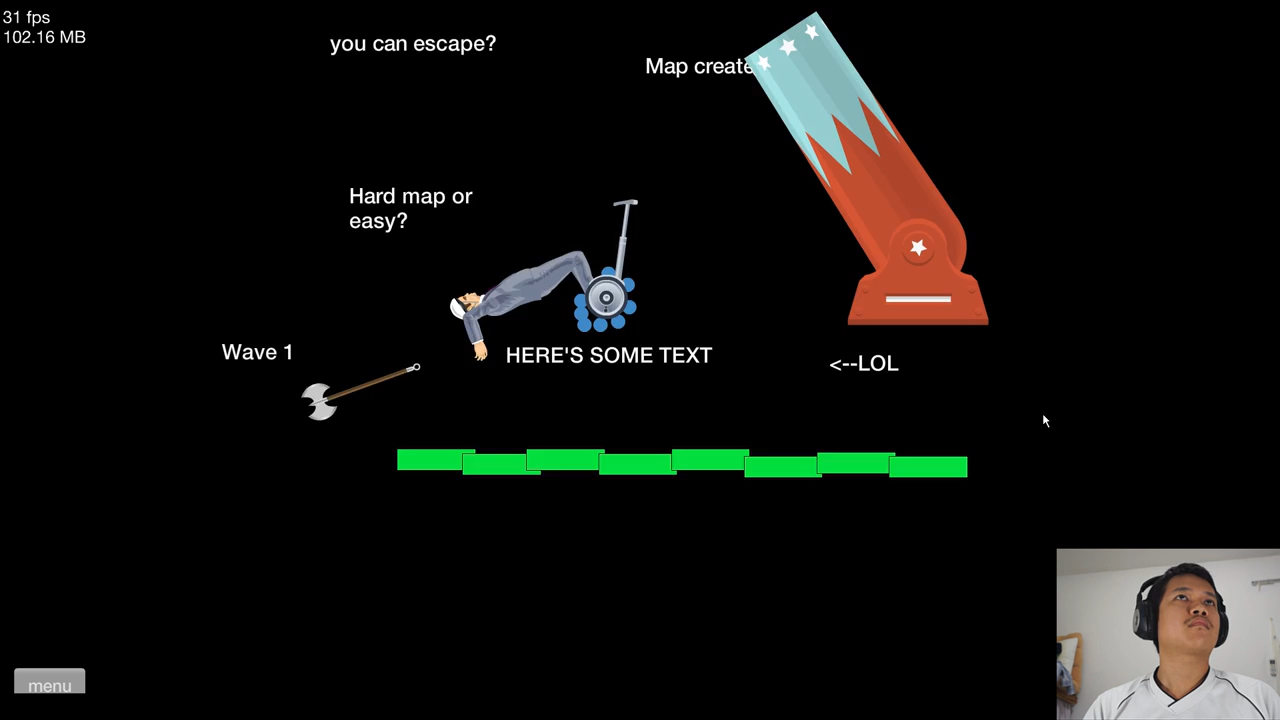 31 fps
102.16 MB
you can escape?
Map create
Hard map or
easy?
Wave 1
HERE'S SOME TEXT
<--LOL
menu